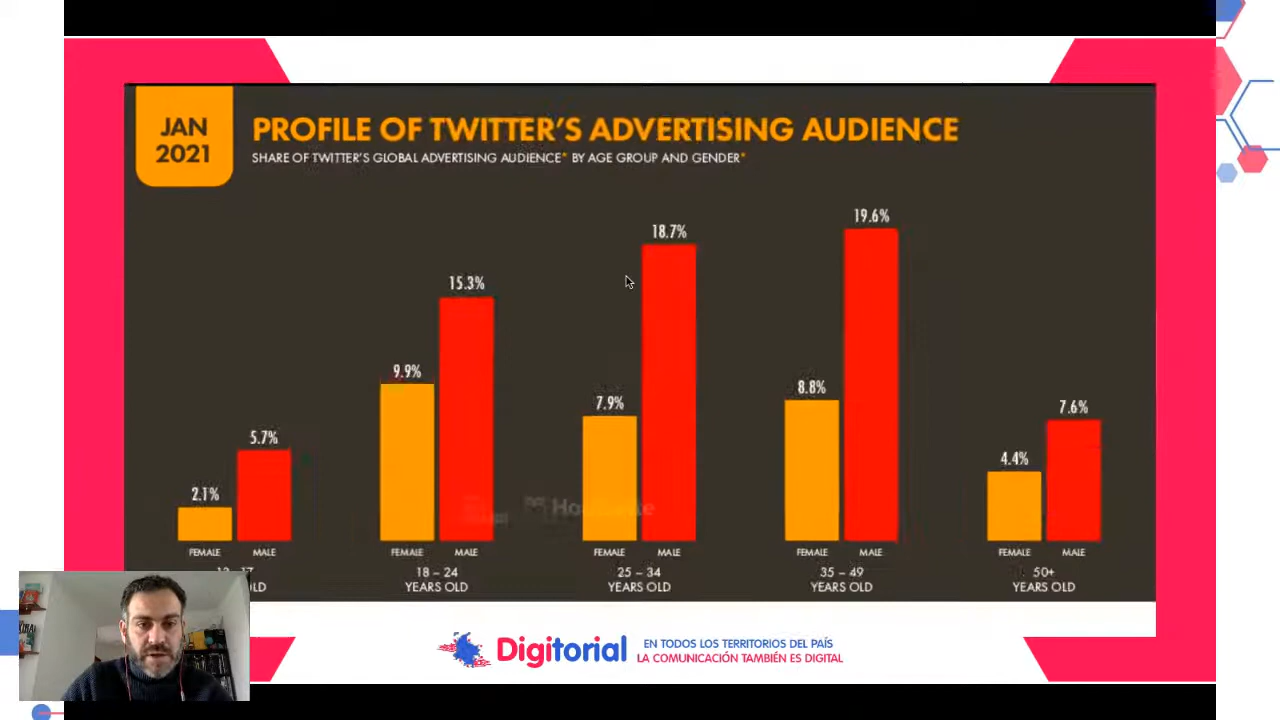 JAN
2021
PROFILE OF TWITTER'S ADVERTISING AUDIENCE
SHARE OF TWITTER'S GLOBAL ADVERTISING AUDIENCE* BY AGE GROUP AND GENDER*
2.1%
5.7%
9.9%
15.3%
7.9%
18.7%
8.8%
19.6%
4.4%
7.6%
FEMALE MALE FEMALE MALE FEMALE MALE FEMALE MALE FEMALE MALE
18 – 24
YEARS OLD
25 – 34
YEARS OLD
35 – 49
YEARS OLD
50+
YEARS OLD
Digitorial
EN TODOS LOS TERRITORIOS DEL PAÍS
LA COMUNICACIÓN TAMBIÉN ES DIGITAL